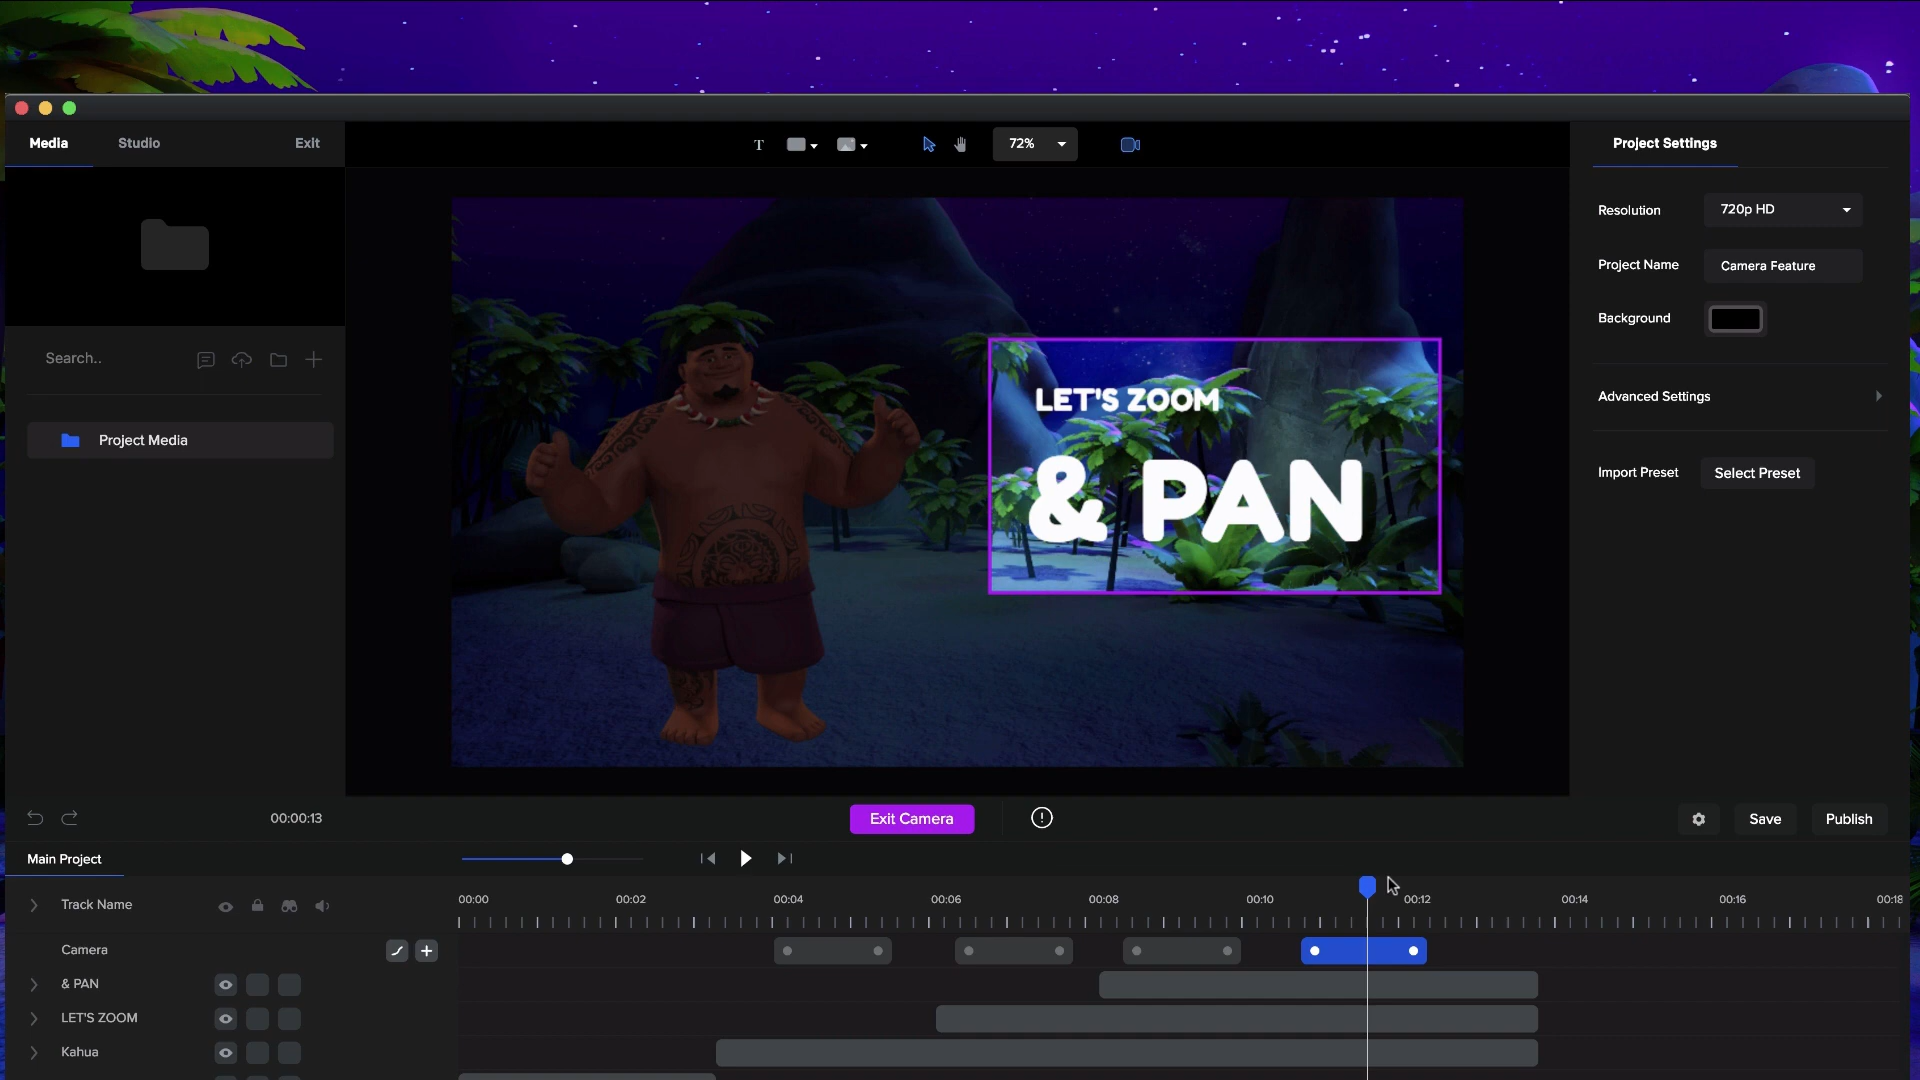 Media Studio Exit
T 72%
Project Settings
Resolution 720p HD
Project Name Camera Feature
Background
Advanced Settings
Import Preset Select Preset
Search..
Project Media
LET'S ZOOM
& PAN
00:00:13 Exit Camera Save Publish
Main Project
Track Name 00:00 00:02 00:04 00:06 00:08 00:10 00:12 00:14 00:16 00:18
Camera
& PAN
LET'S ZOOM
Kahua